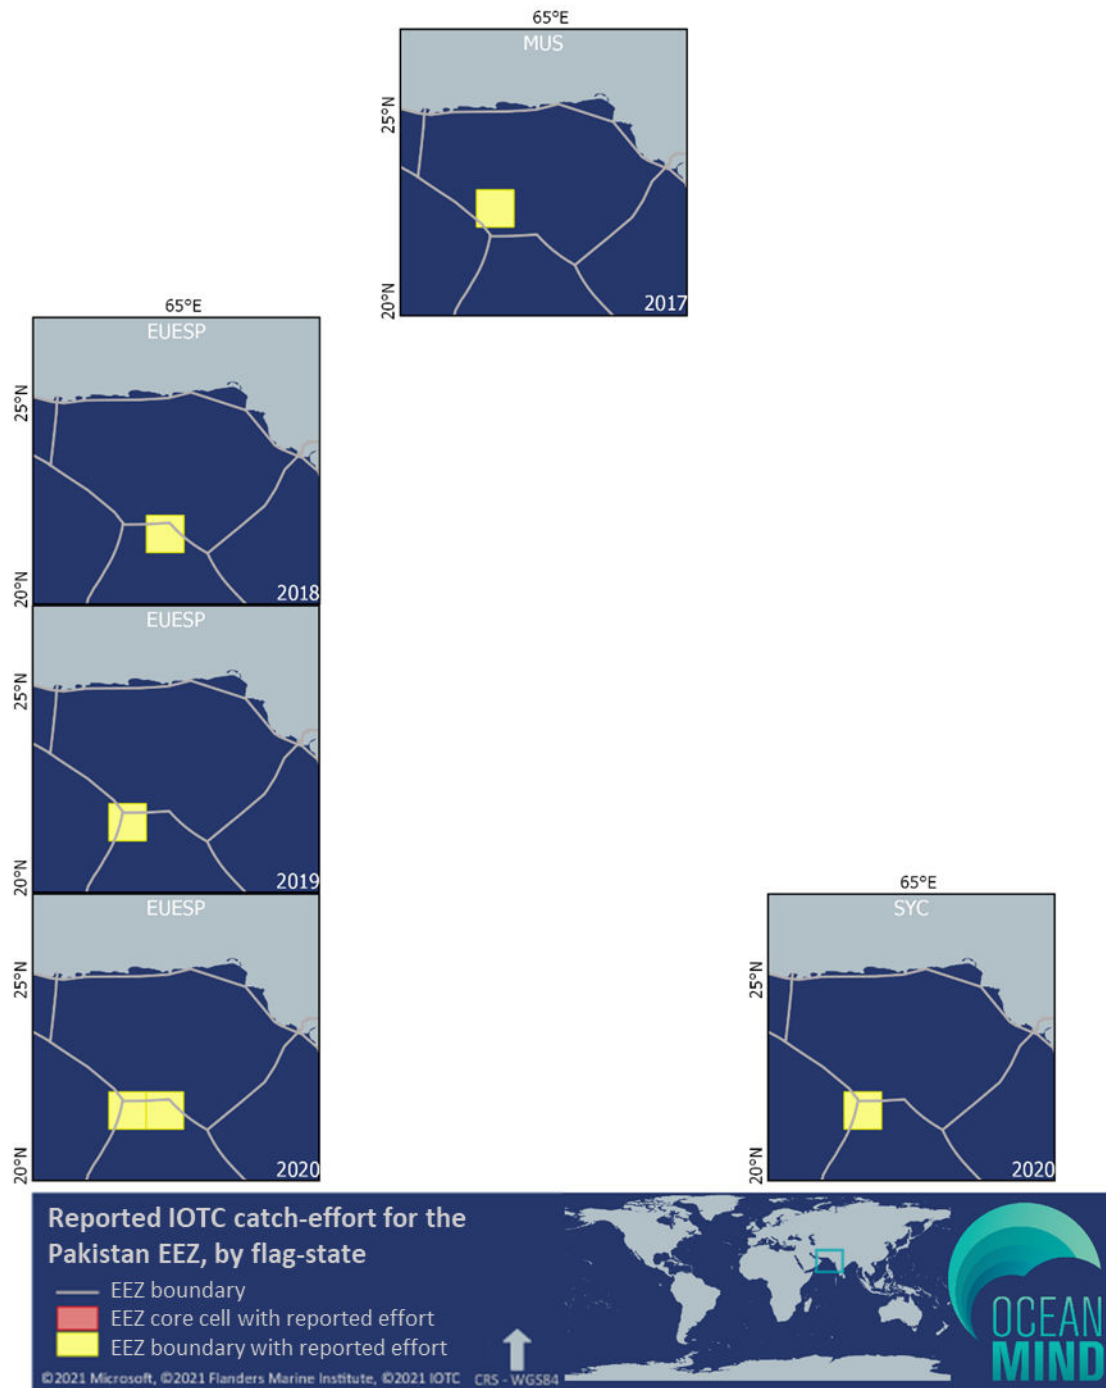 65°E
MUS
25°N
20°N
2017
65°E
EUESP
25°N
20°N
2018
EUESP
25°N
20°N
2019
EUESP
25°N
20°N
2020
65°E
SYC
25°N
20°N
2020
Reported IOTC catch-effort for the
Pakistan EEZ, by flag-state
EEZ boundary
EEZ core cell with reported effort
EEZ boundary with reported effort
©2021 Microsoft, ©2021 Flanders Marine Institute, ©2021 IOTC CRS - WGS84
OCEAN
MIND